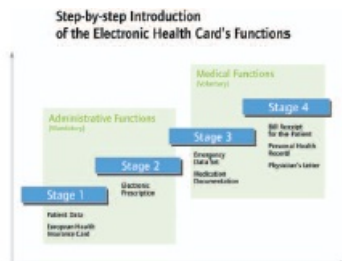 Step-by-step Introduction
of the Electronic Health Card's Functions
Medical Functions
(Voluntary)
Stage 4
Bill Receipt
for the Patient
Personal Health
Record
Physician's Letter
Administrative Functions
(Mandatory)
Stage 3
Emergency
Data Set
Medication
Documentation
Stage 2
Electronic
Prescription
Stage 1
Patient Data
European Health
Insurance Card